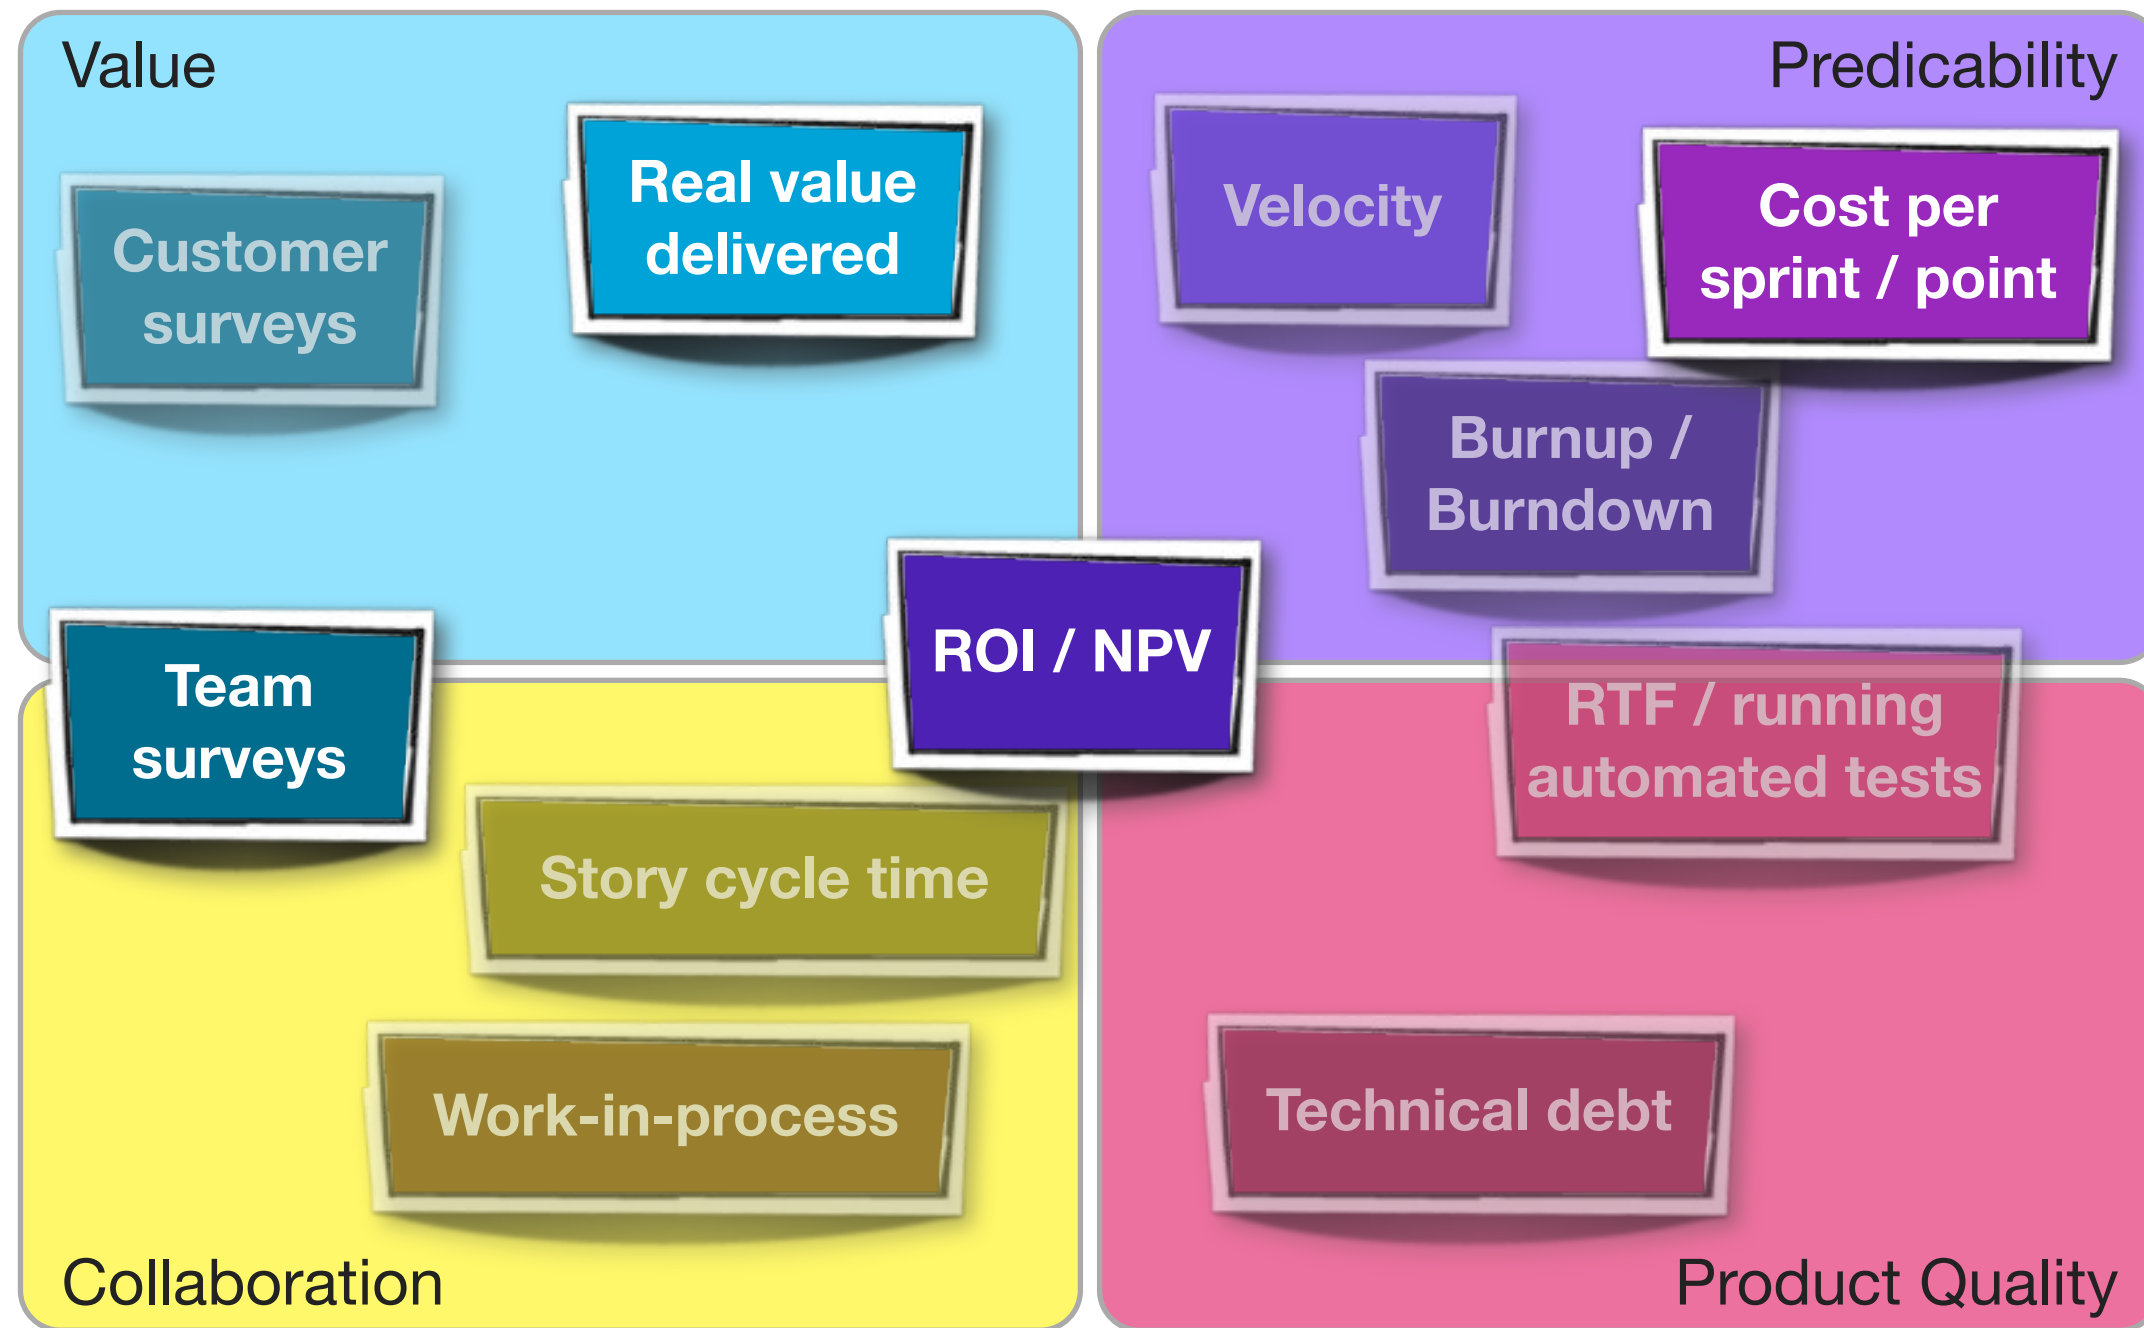 Value
Predicability
Customer
surveys
Real value
delivered
Velocity
Cost per
sprint / point
Burnup /
Burndown
ROI / NPV
Team
surveys
RTF / running
automated tests
Story cycle time
Work-in-process
Technical debt
Collaboration
Product Quality